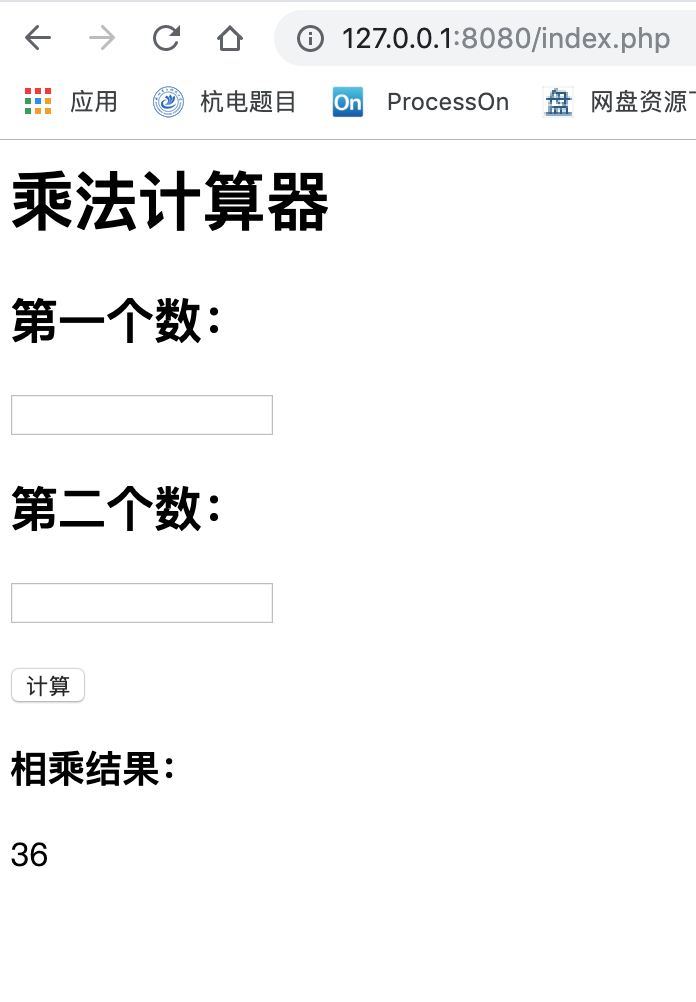 127.0.0.1:8080/index.php
应用 杭电题目 On ProcessOn 盘 网盘资源
乘法计算器
第一个数：
第二个数：
计算
相乘结果：
36